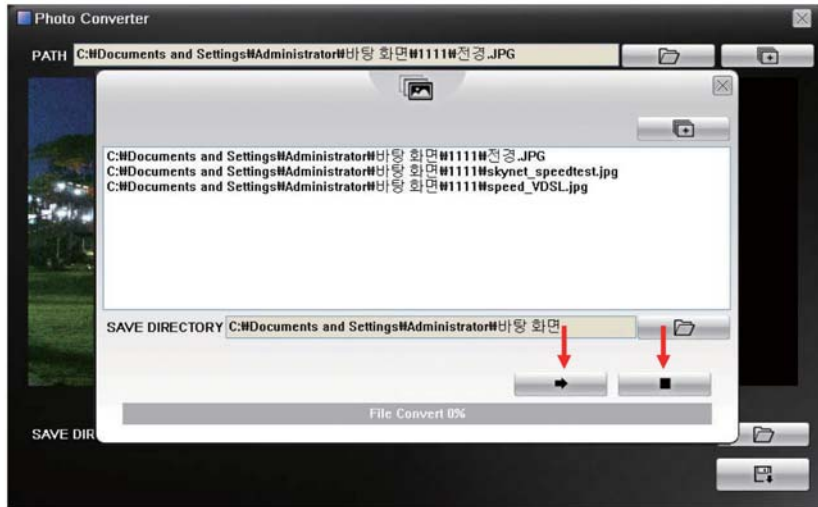 Photo Converter
PATH C:₩Documents and Settings₩Administrator₩바탕 화면₩1111₩전경.JPG
C:₩Documents and Settings₩Administrator₩바탕 화면₩1111₩전경.JPG
C:₩Documents and Settings₩Administrator₩바탕 화면₩1111₩skynet_speedtest.jpg
C:₩Documents and Settings₩Administrator₩바탕 화면₩1111₩speed_VDSL.jpg
SAVE DIRECTORY C:₩Documents and Settings₩Administrator₩바탕 화면
File Convert 0%
SAVE DIR